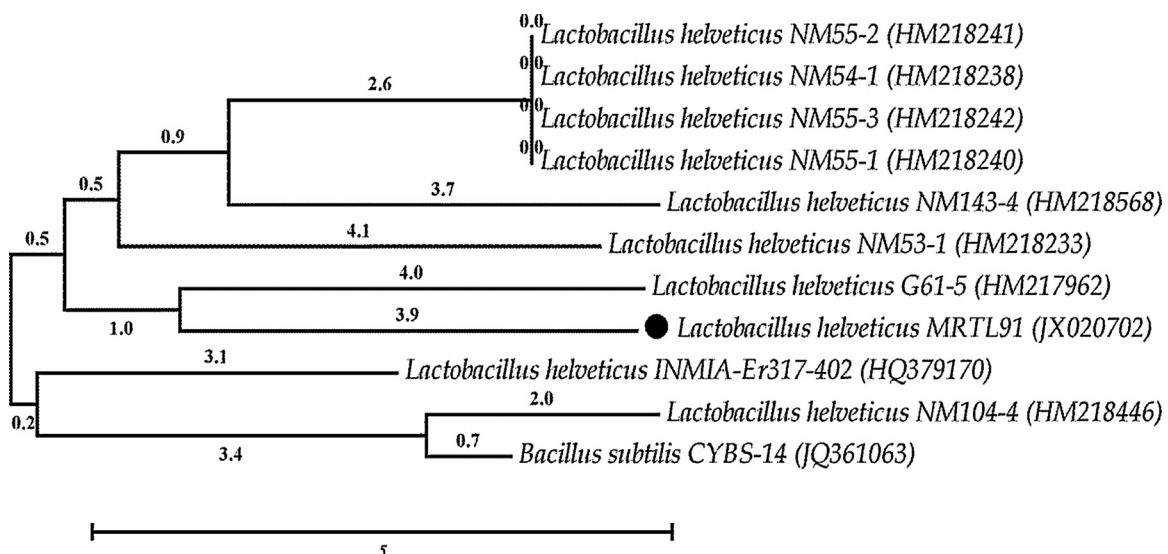 0.0
Lactobacillus helveticus NM55-2 (HM218241)
0.0
Lactobacillus helveticus NM54-1 (HM218238)
2.6
0.0
Lactobacillus helveticus NM55-3 (HM218242)
0.9
0.0
Lactobacillus helveticus NM55-1 (HM218240)
0.5
3.7
Lactobacillus helveticus NM143-4 (HM218568)
0.5
4.1
Lactobacillus helveticus NM53-1 (HM218233)
4.0
Lactobacillus helveticus G61-5 (HM217962)
1.0
3.9
Lactobacillus helveticus MRTL91 (JX020702)
3.1
Lactobacillus helveticus INMIA-Er317-402 (HQ379170)
0.2
2.0
Lactobacillus helveticus NM104-4 (HM218446)
3.4
0.7
Bacillus subtilis CYBS-14 (JQ361063)
5